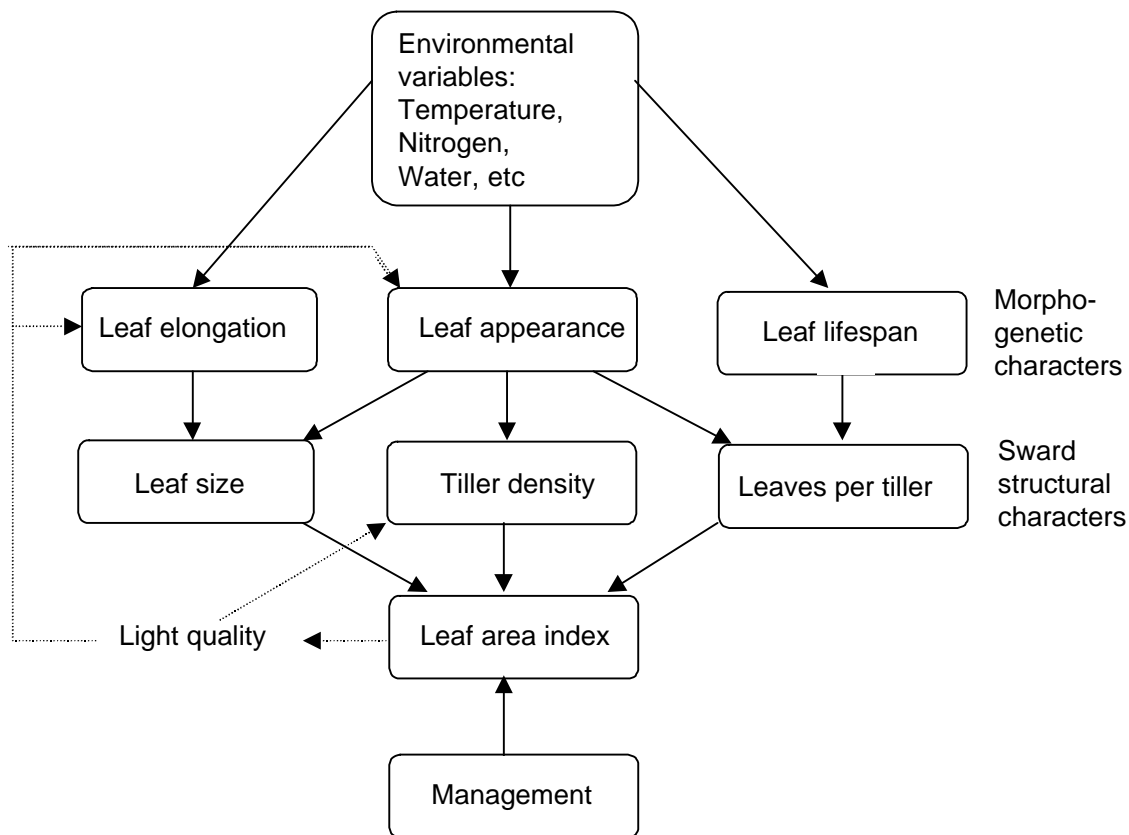 Environmental
variables:
Temperature,
Nitrogen,
Water, etc
Leaf elongation
Leaf appearance
Leaf lifespan
Morpho-
genetic
characters
Leaf size
Tiller density
Leaves per tiller
Sward
structural
characters
Light quality
Leaf area index
Management